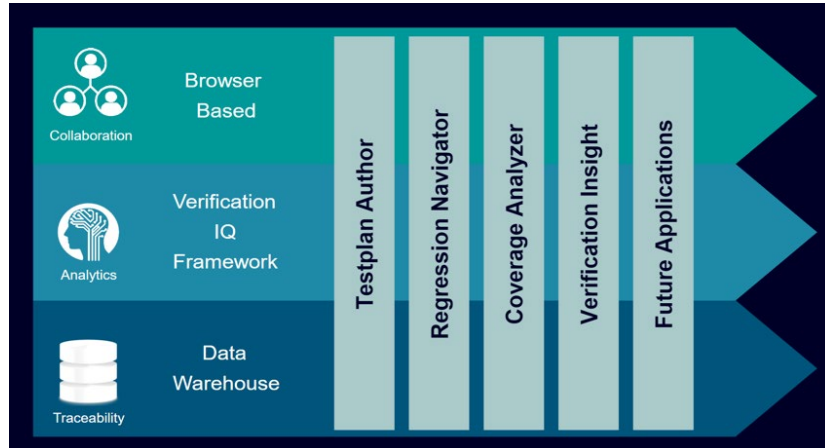 Collaboration
Browser
Based
Analytics
Verification
IQ
Framework
Traceability
Data
Warehouse
Testplan Author
Regression Navigator
Coverage Analyzer
Verification Insight
Future Applications